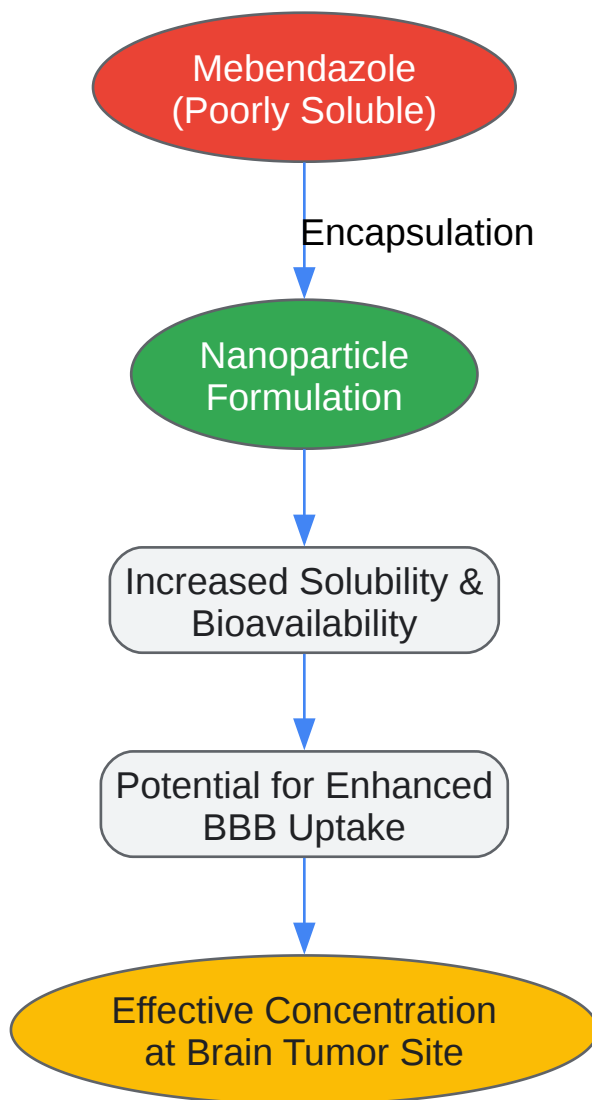 Mebendazole
(Poorly Soluble)
Encapsulation
Nanoparticle
Formulation
Increased Solubility &
Bioavailability
Potential for Enhanced
BBB Uptake
Effective Concentration
at Brain Tumor Site